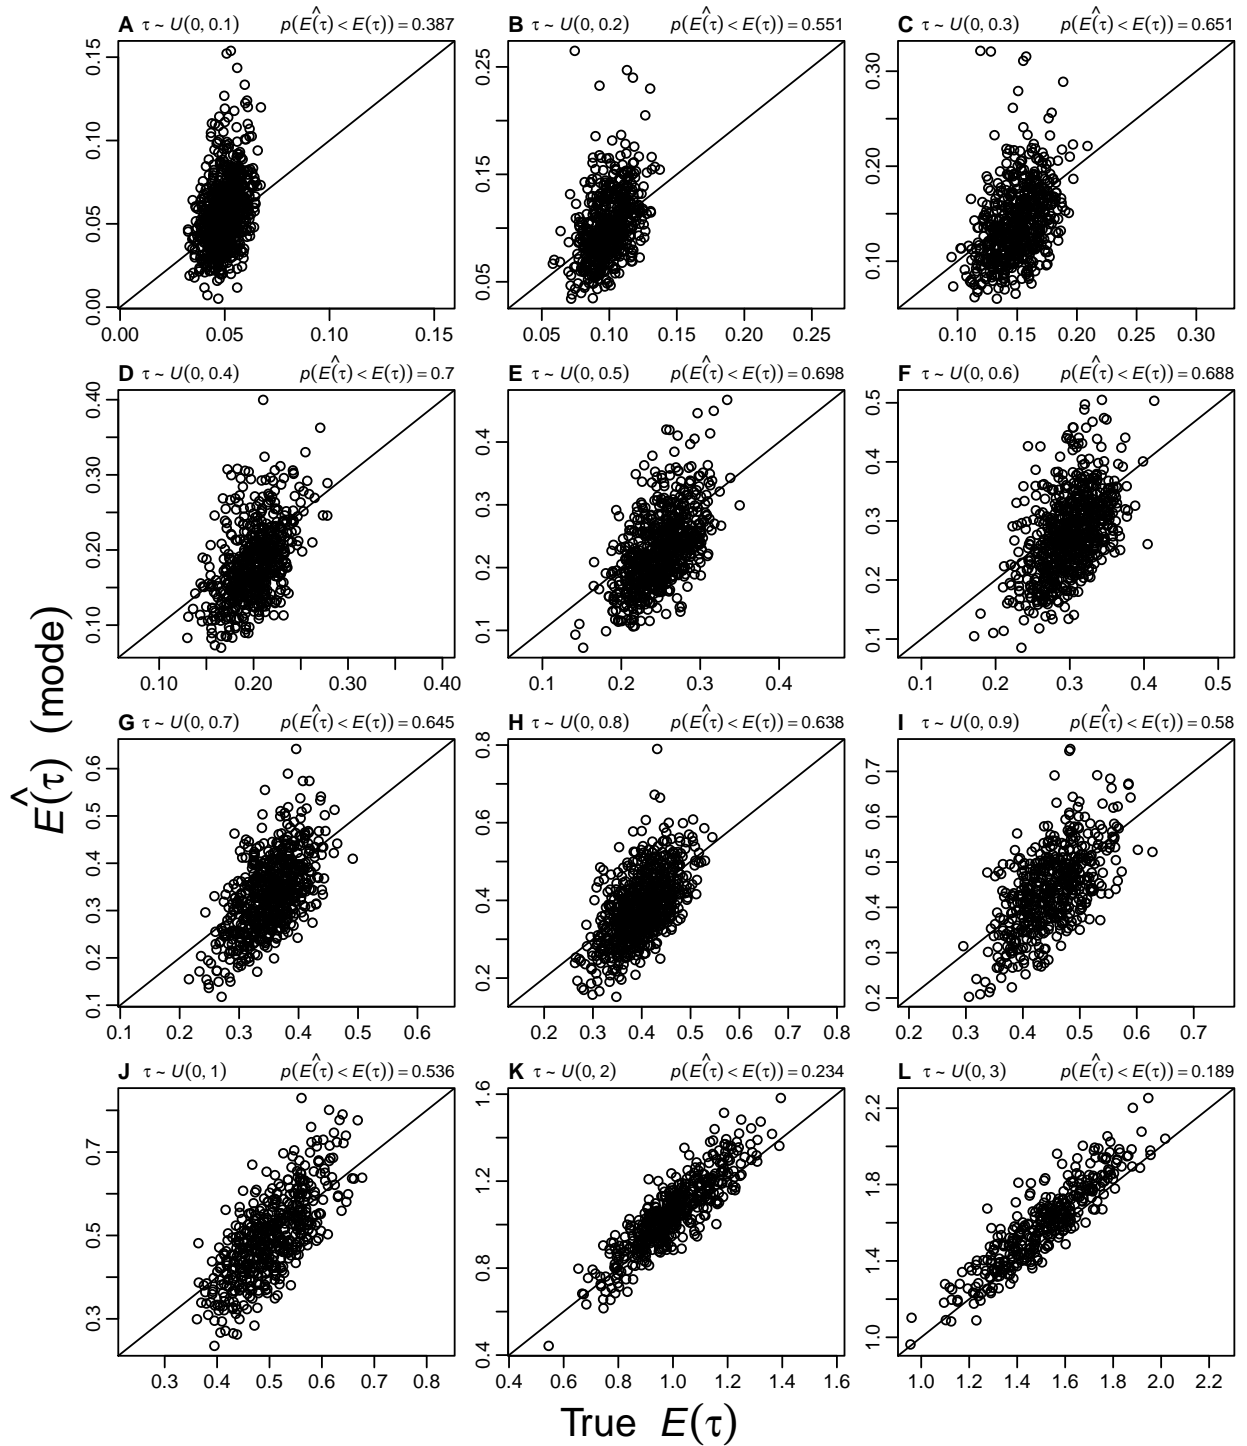 A τ ~ U(0, 0.1) p(E(τ̂) < E(τ)) = 0.387
B τ ~ U(0, 0.2) p(E(τ̂) < E(τ)) = 0.551
C τ ~ U(0, 0.3) p(E(τ̂) < E(τ)) = 0.651
0.00 0.05 0.10 0.15
0.00 0.05 0.10 0.15
0.05 0.15 0.25
0.05 0.10 0.15 0.20 0.25
0.10 0.20 0.30
0.10 0.15 0.20 0.25 0.30
D τ ~ U(0, 0.4) p(E(τ̂) < E(τ)) = 0.7
E τ ~ U(0, 0.5) p(E(τ̂) < E(τ)) = 0.698
F τ ~ U(0, 0.6) p(E(τ̂) < E(τ)) = 0.688
0.10 0.20 0.30 0.40
0.10 0.20 0.30 0.40
0.1 0.2 0.3 0.4
0.1 0.2 0.3 0.4
0.1 0.2 0.3 0.4 0.5
0.1 0.2 0.3 0.4 0.5
G τ ~ U(0, 0.7) p(E(τ̂) < E(τ)) = 0.645
H τ ~ U(0, 0.8) p(E(τ̂) < E(τ)) = 0.638
I τ ~ U(0, 0.9) p(E(τ̂) < E(τ)) = 0.58
0.1 0.2 0.3 0.4 0.5 0.6
0.1 0.2 0.3 0.4 0.5 0.6
0.2 0.4 0.6 0.8
0.2 0.3 0.4 0.5 0.6 0.7 0.8
0.2 0.3 0.4 0.5 0.6 0.7
0.2 0.3 0.4 0.5 0.6 0.7
J τ ~ U(0, 1) p(E(τ̂) < E(τ)) = 0.536
K τ ~ U(0, 2) p(E(τ̂) < E(τ)) = 0.234
L τ ~ U(0, 3) p(E(τ̂) < E(τ)) = 0.189
0.3 0.5 0.7
0.3 0.4 0.5 0.6 0.7 0.8
0.4 0.8 1.2 1.6
0.4 0.6 0.8 1.0 1.2 1.4 1.6
1.0 1.4 1.8 2.2
1.0 1.2 1.4 1.6 1.8 2.0 2.2
E(τ̂) (mode)
True E(τ)